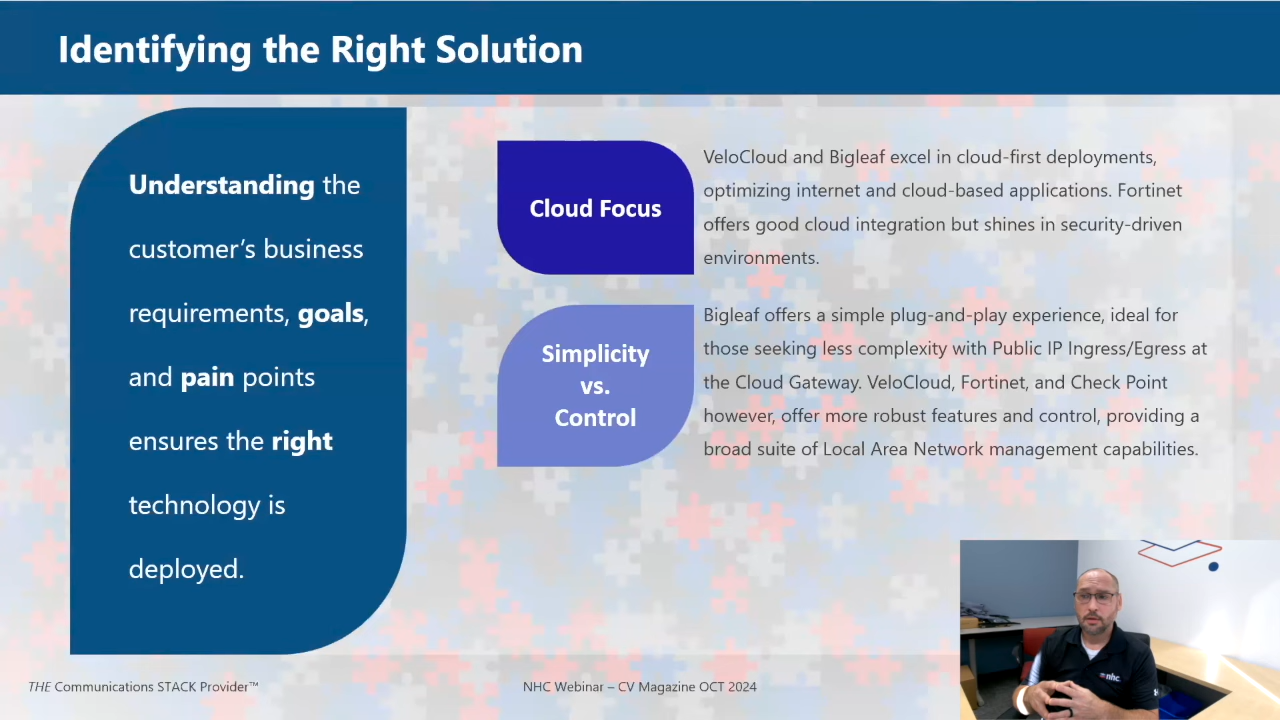 Identifying the Right Solution
Understanding the
customer's business
requirements, goals,
and pain points
ensures the right
technology is
deployed.
Cloud Focus
VeloCloud and Bigleaf excel in cloud-first deployments,
optimizing internet and cloud-based applications. Fortinet
offers good cloud integration but shines in security-driven
environments.
Simplicity
vs.
Control
Bigleaf offers a simple plug-and-play experience, ideal for
those seeking less complexity with Public IP Ingress/Egress at
the Cloud Gateway. VeloCloud, Fortinet, and Check Point
however, offer more robust features and control, providing a
broad suite of Local Area Network management capabilities.
THE Communications STACK Provider™
NHC Webinar – CV Magazine OCT 2024
nhc